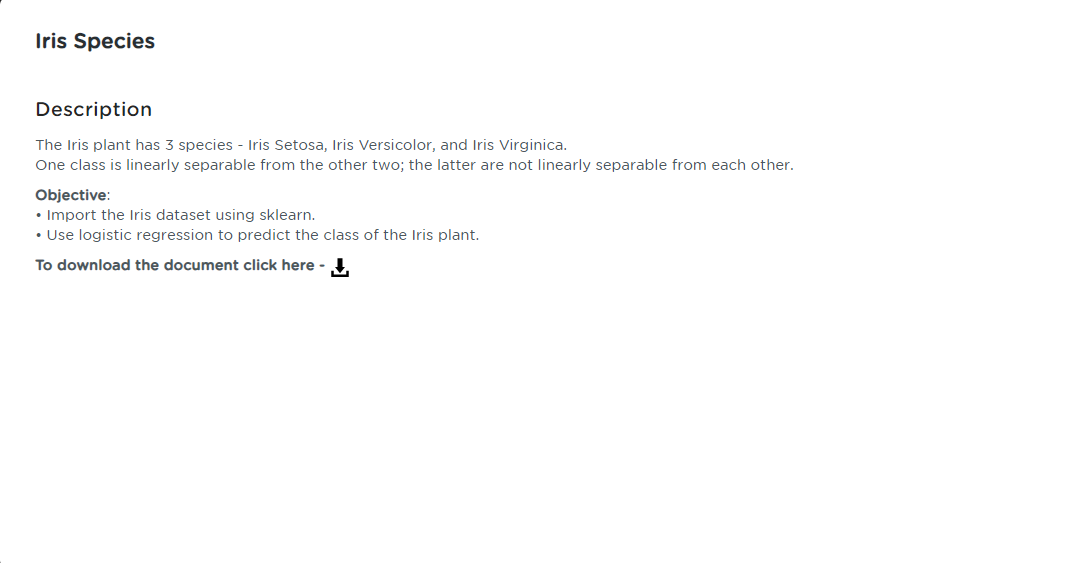 Iris Species
Description
The Iris plant has 3 species - Iris Setosa, Iris Versicolor, and Iris Virginica.
One class is linearly separable from the other two; the latter are not linearly separable from each other.
Objective:
• Import the Iris dataset using sklearn.
• Use logistic regression to predict the class of the Iris plant.
To download the document click here -